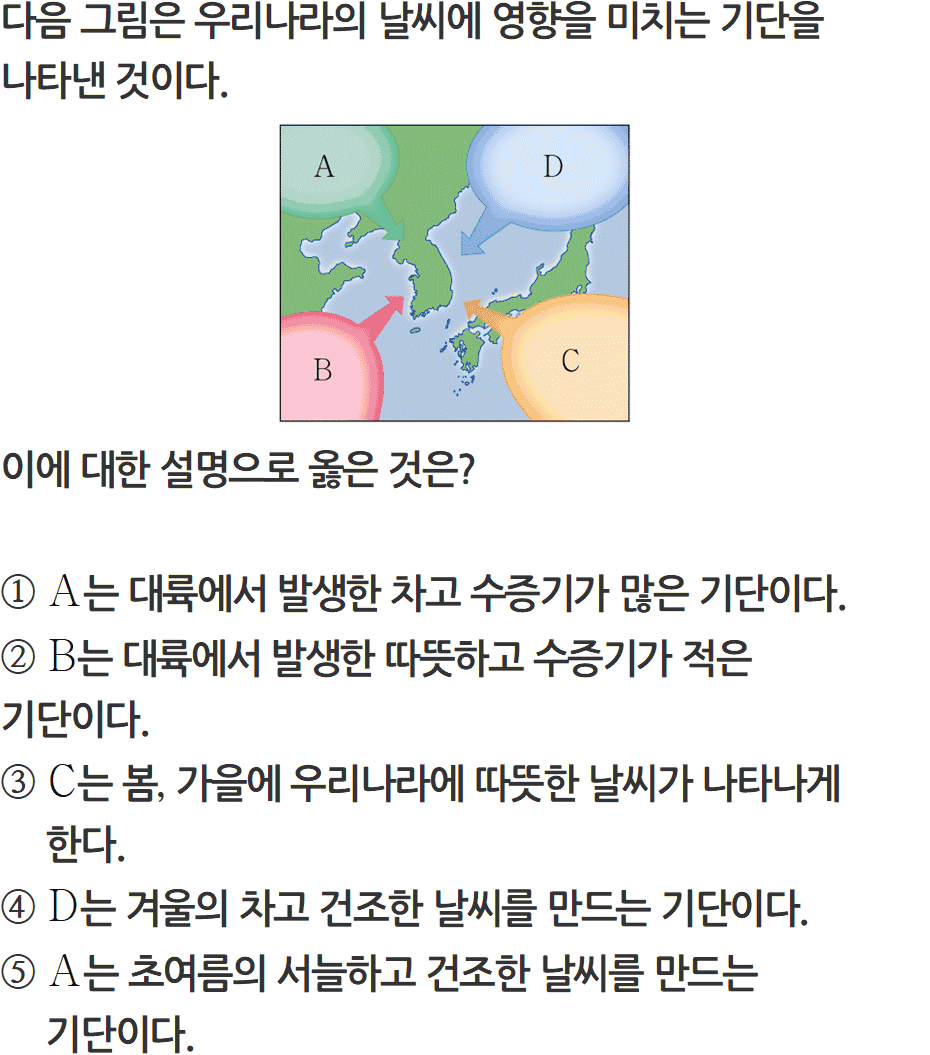 다음 그림은 우리나라의 날씨에 영향을 미치는 기단을
나타낸 것이다.
A
D
B
C
이에 대한 설명으로 옳은 것은?
① A는 대륙에서 발생한 차고 수증기가 많은 기단이다.
② B는 대륙에서 발생한 따뜻하고 수증기가 적은
기단이다.
③ C는 봄, 가을에 우리나라에 따뜻한 날씨가 나타나게
한다.
④ D는 겨울의 차고 건조한 날씨를 만드는 기단이다.
⑤ A는 초여름의 서늘하고 건조한 날씨를 만드는
기단이다.